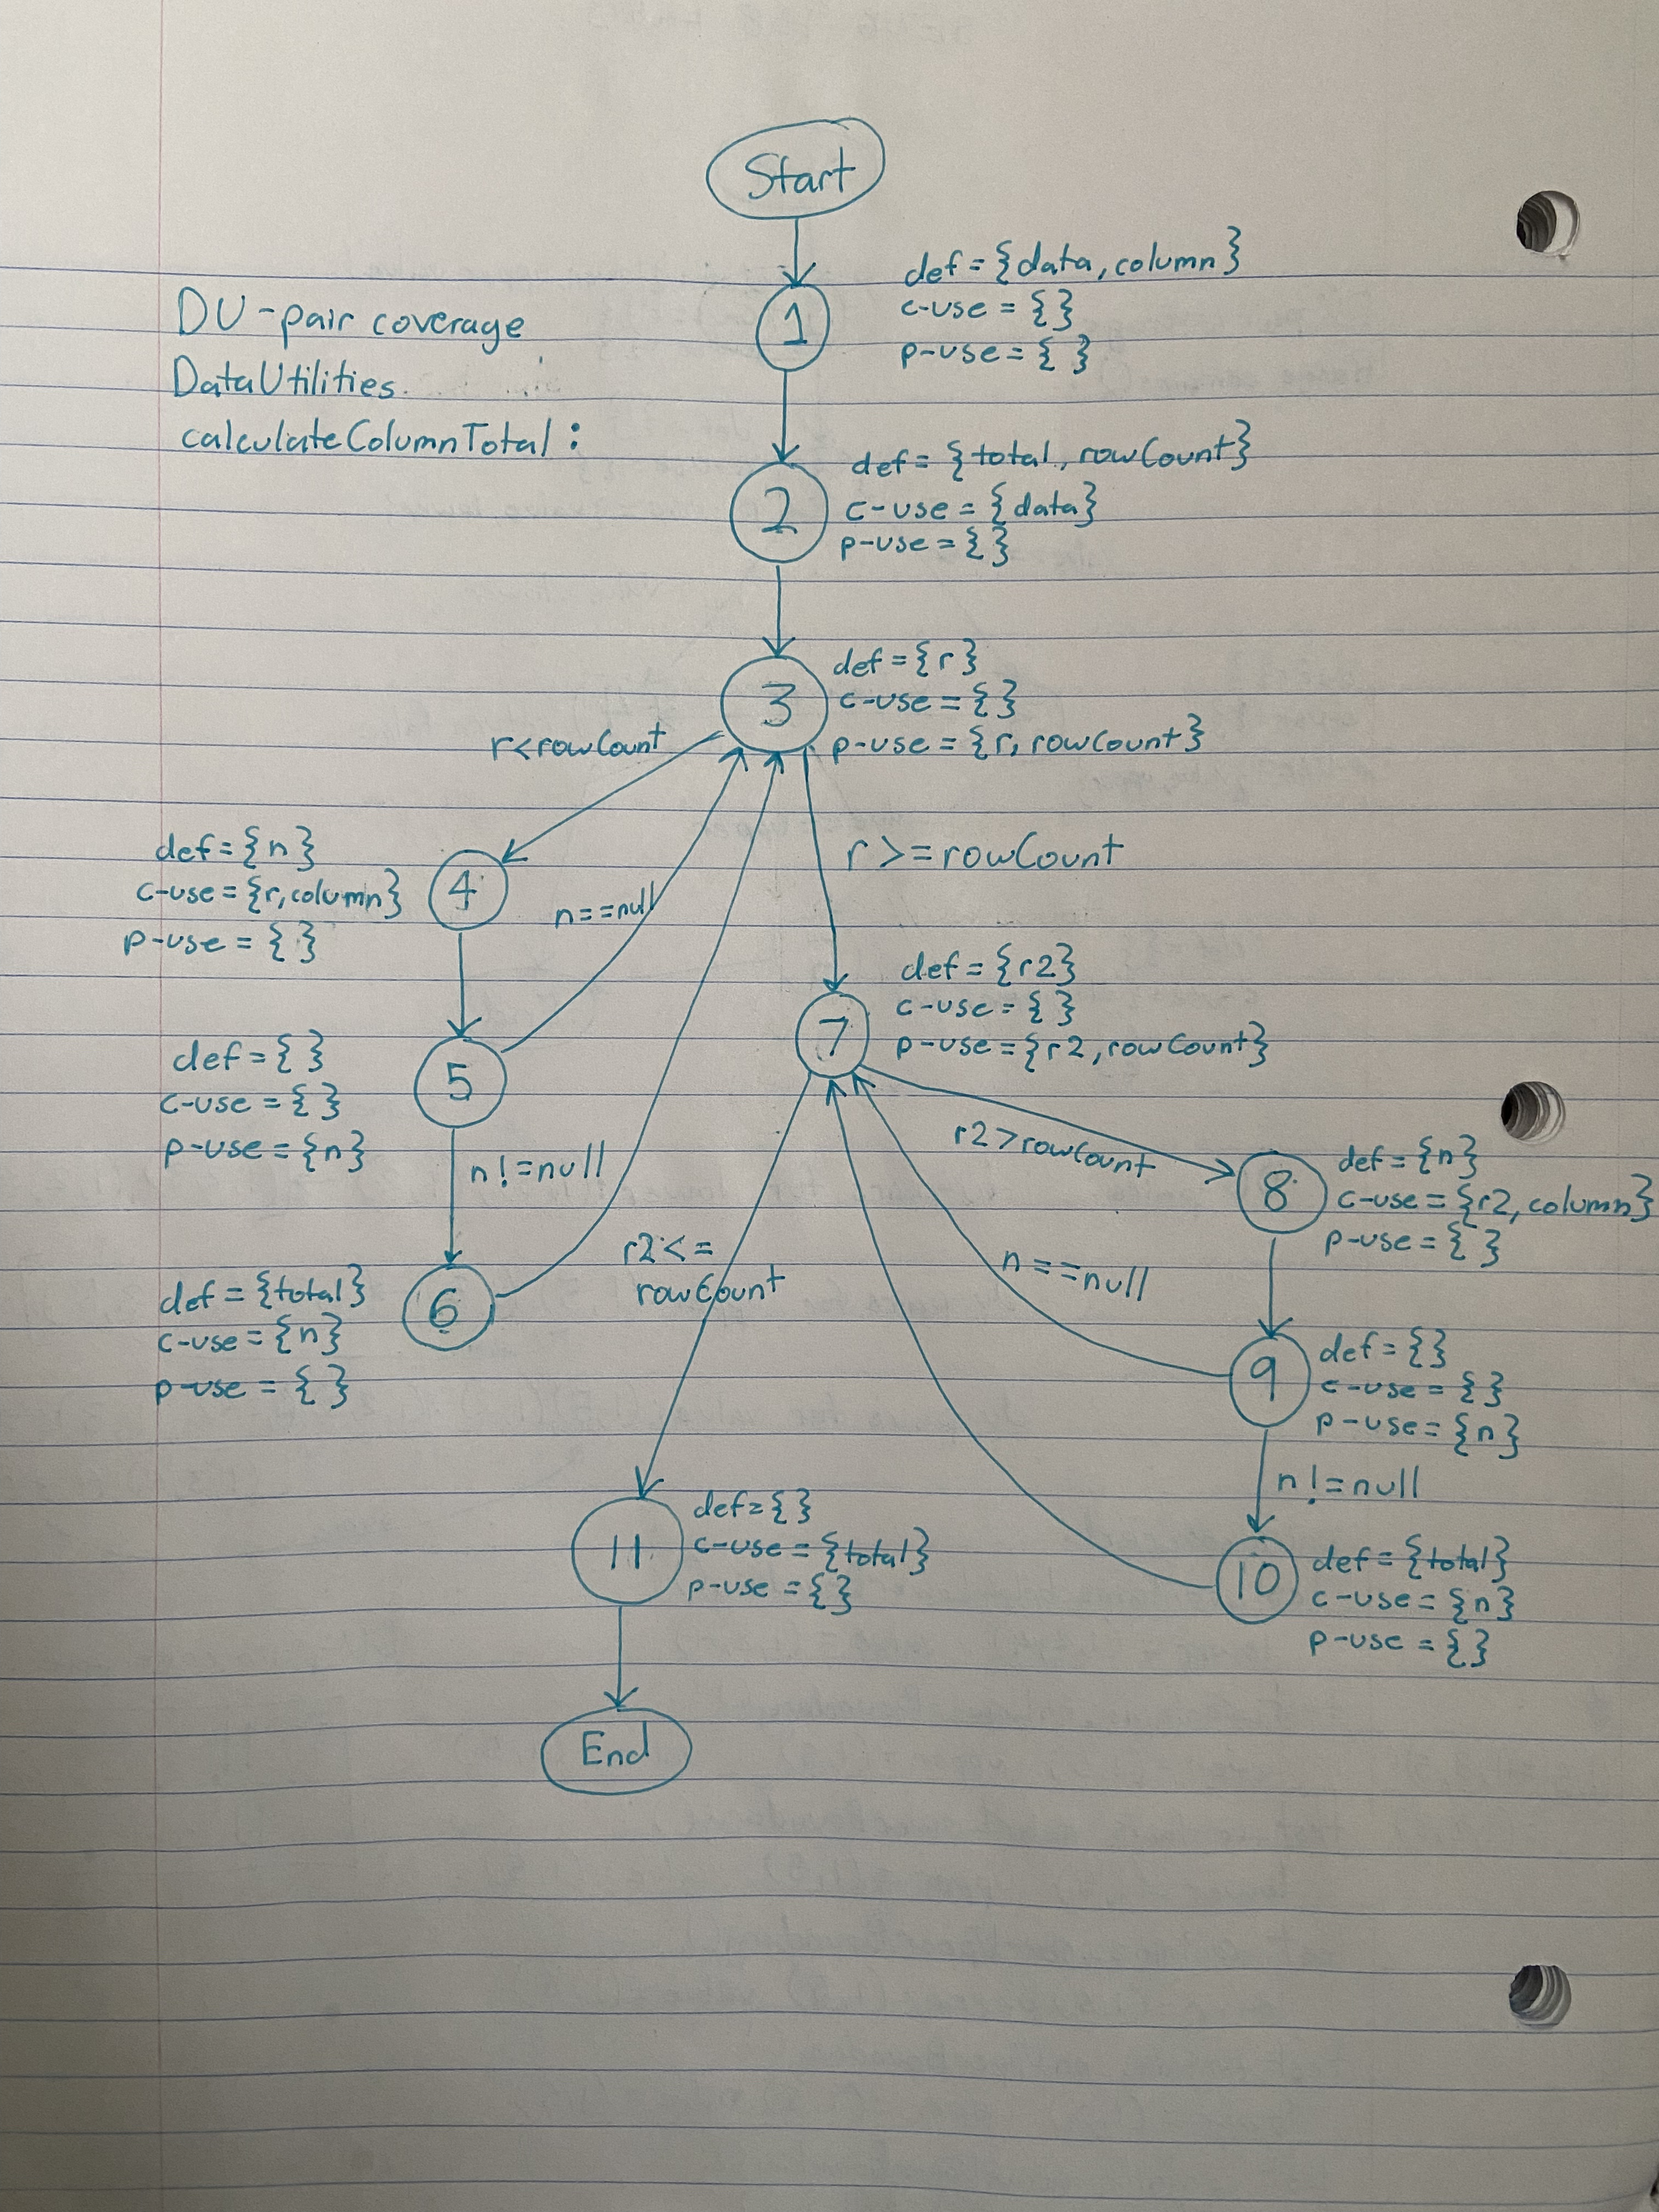 Start
def = {data, column}
c-use = {}
p-use = { }
1
DU-pair coverage
DataUtilities.
calculateColumnTotal :
def = {total, rowCount}
c-use = {data}
p-use = { }
2
def = {r}
c-use = {}
p-use = {r, rowCount}
3
r<rowCount
r >= rowCount
def = {n}
c-use = {r, column}
p-use = { }
4
n==null
def = {r2}
c-use = { }
p-use = {r2, rowCount}
7
def = { }
c-use = { }
p-use = {n}
5
n!=null
r2>rowCount
def = {n}
c-use = {r2, column}
p-use = { }
8
r2<=
rowCount
n==null
def = {total}
c-use = {n}
p-use = { }
6
def = {}
c-use = {}
p-use = {n}
9
n!=null
def= { }
c-use = {total}
p-use = {}
11
def = {total}
c-use = {n}
p-use = {}
10
End